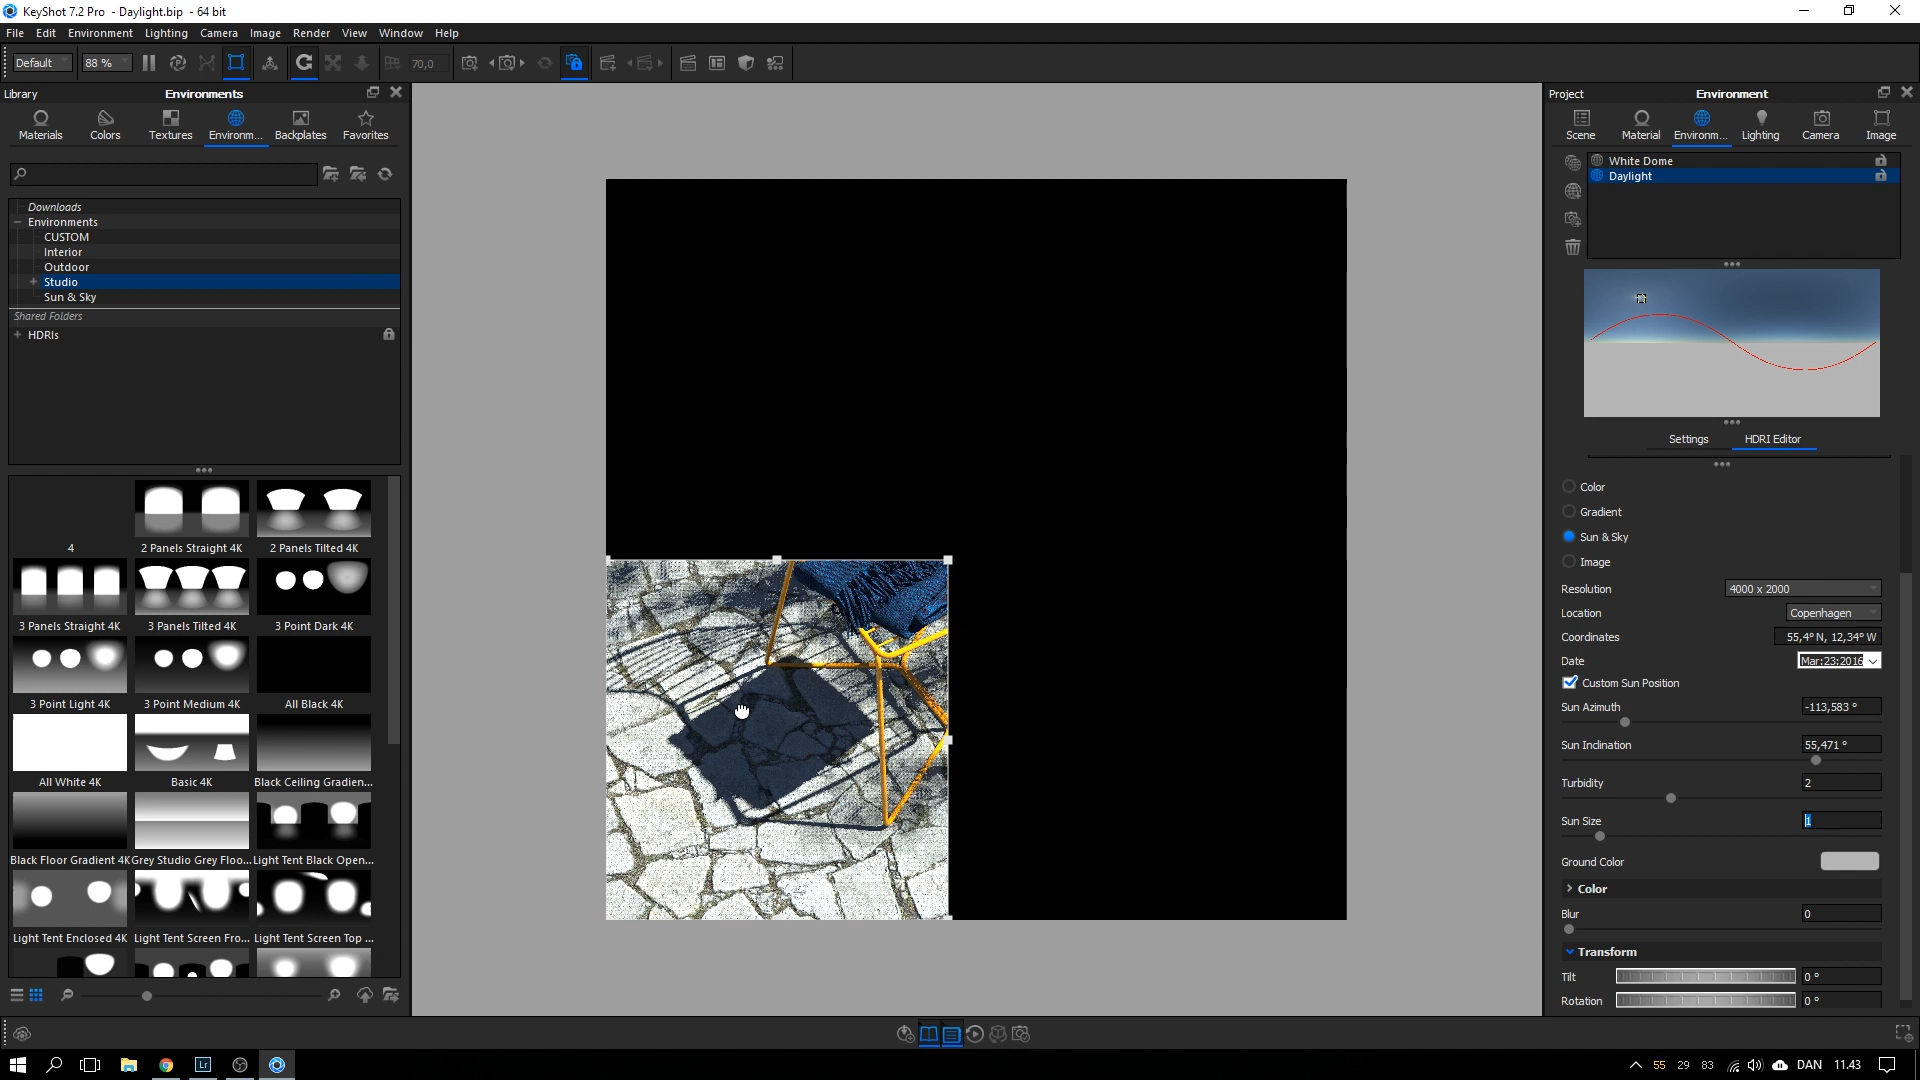 KeyShot 7.2 Pro - Daylight.bip - 64 bit
File Edit Environment Lighting Camera Image Render View Window Help
Default 88 % 70,0
Library Environments
Materials Colors Textures Environm... Backplates Favorites
Downloads
Environments
CUSTOM
Interior
Outdoor
Studio
Sun & Sky
Shared Folders
HDRIs
4 2 Panels Straight 4K 2 Panels Tilted 4K
3 Panels Straight 4K 3 Panels Tilted 4K 3 Point Dark 4K
3 Point Light 4K 3 Point Medium 4K All Black 4K
All White 4K Basic 4K Black Ceiling Gradien...
Black Floor Gradient 4K Grey Studio Grey Floo... Light Tent Black Open...
Light Tent Enclosed 4K Light Tent Screen Fro... Light Tent Screen Top ...
Project Environment
Scene Material Environm... Lighting Camera Image
White Dome
Daylight
Settings HDRI Editor
Color
Gradient
Sun & Sky
Image
Resolution 4000 x 2000
Location Copenhagen
Coordinates 55,4° N, 12,34° W
Date Mar:23:2016
Custom Sun Position
Sun Azimuth -113,583 °
Sun Inclination 55,471 °
Turbidity 2
Sun Size 1
Ground Color
Color
Blur 0
Transform
Tilt 0 °
Rotation 0 °
Lr 55 29 83 DAN 11.43